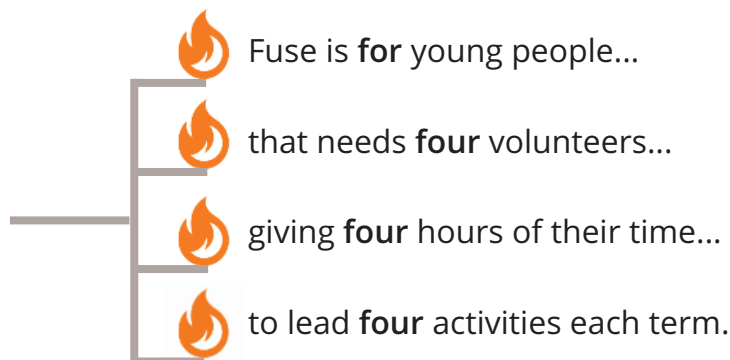 Fuse is for young people...
that needs four volunteers...
giving four hours of their time...
to lead four activities each term.